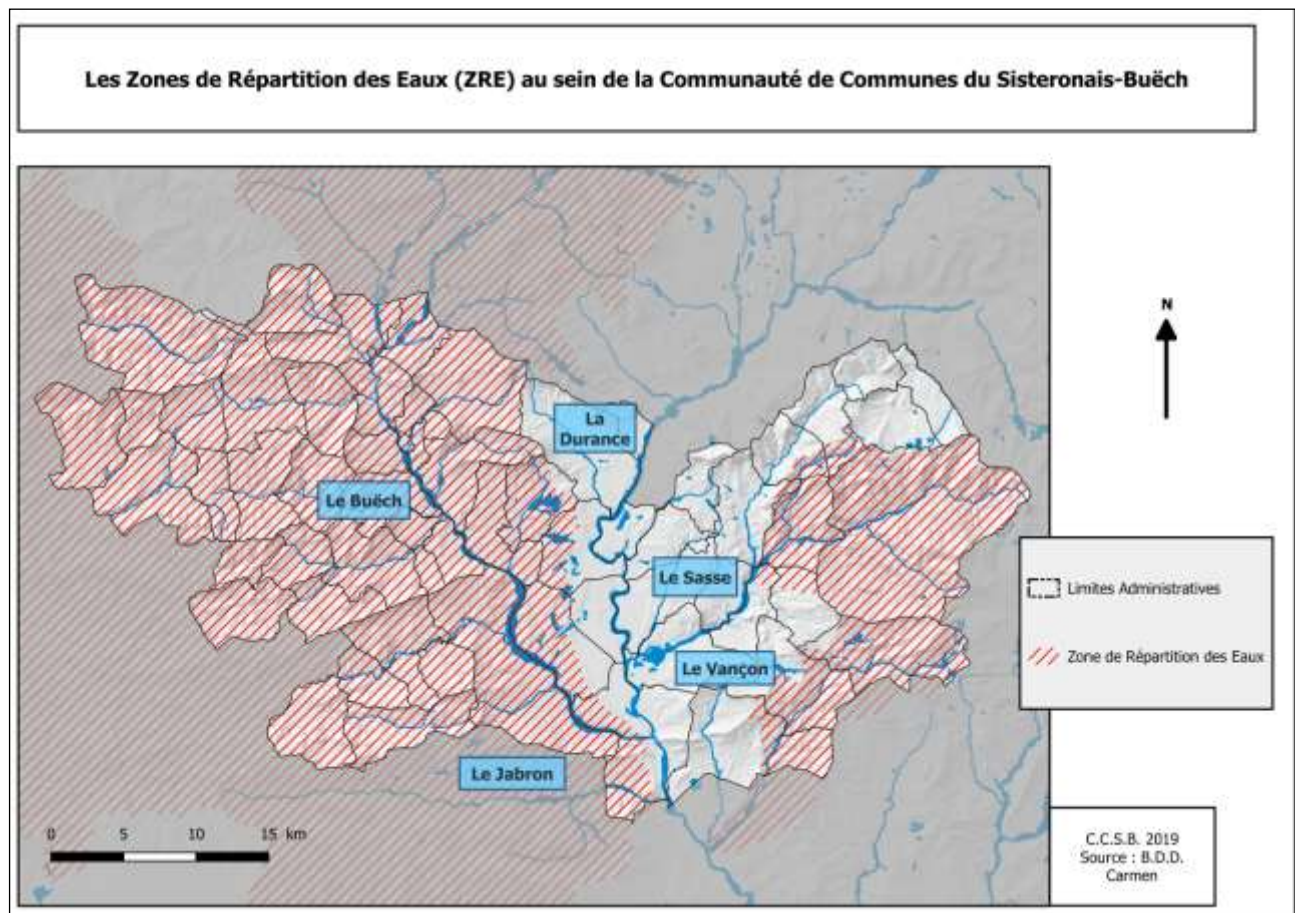 Les Zones de Répartition des Eaux (ZRE) au sein de la Communauté de Communes du Sisteronais-Buëch
N
La
Durance
Le Buëch
Le Sasse
Le Vançon
Le Jabron
Limites Administratives
Zone de Répartition des Eaux
0 5 10 15 km
C.C.S.B. 2019
Source : B.D.D.
Carmen